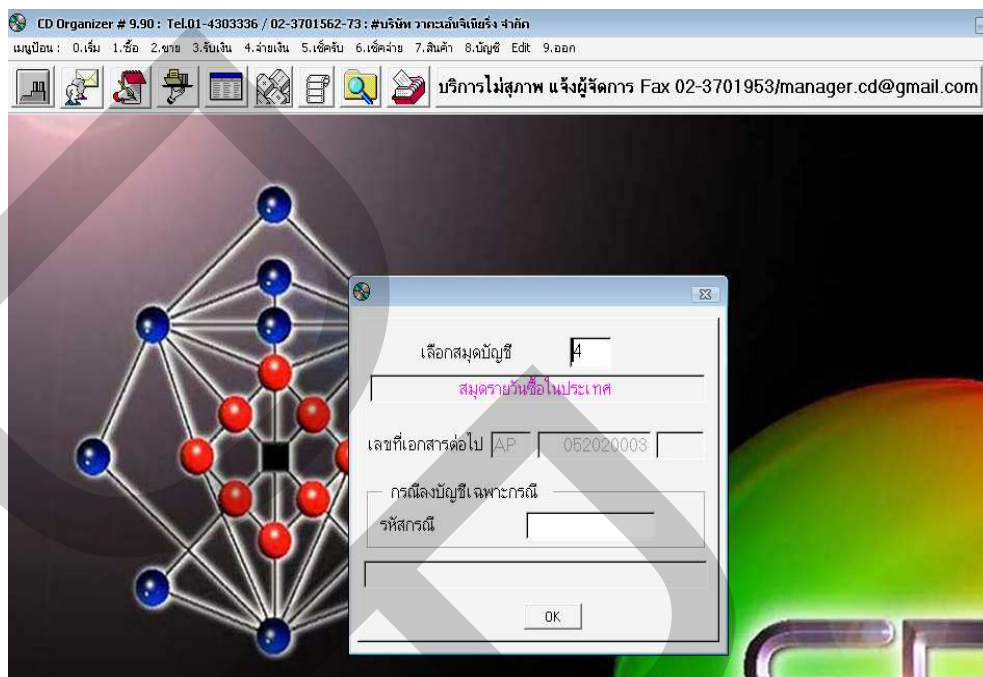 CD Organizer # 9.90 : Tel.01-4303336 / 02-3701562-73 : #บริษัท วาคะเอ็นจิเนียริ่ง จำกัด
เมนูป้อน : 0.เริ่ม 1.ซื้อ 2.ขาย 3.รับเงิน 4.จ่ายเงิน 5.เช็ครับ 6.เช็คจ่าย 7.สินค้า 8.บัญชี Edit 9.ออก
บริการไม่สุภาพ แจ้งผู้จัดการ Fax 02-3701953/manager.cd@gmail.com
เลือกสมุดบัญชี 4
สมุดรายวันซื้อในประเทศ
เลขที่เอกสารต่อไป AP 052020003
กรณีลงบัญชีเฉพาะกรณี
รหัสกรณี
OK